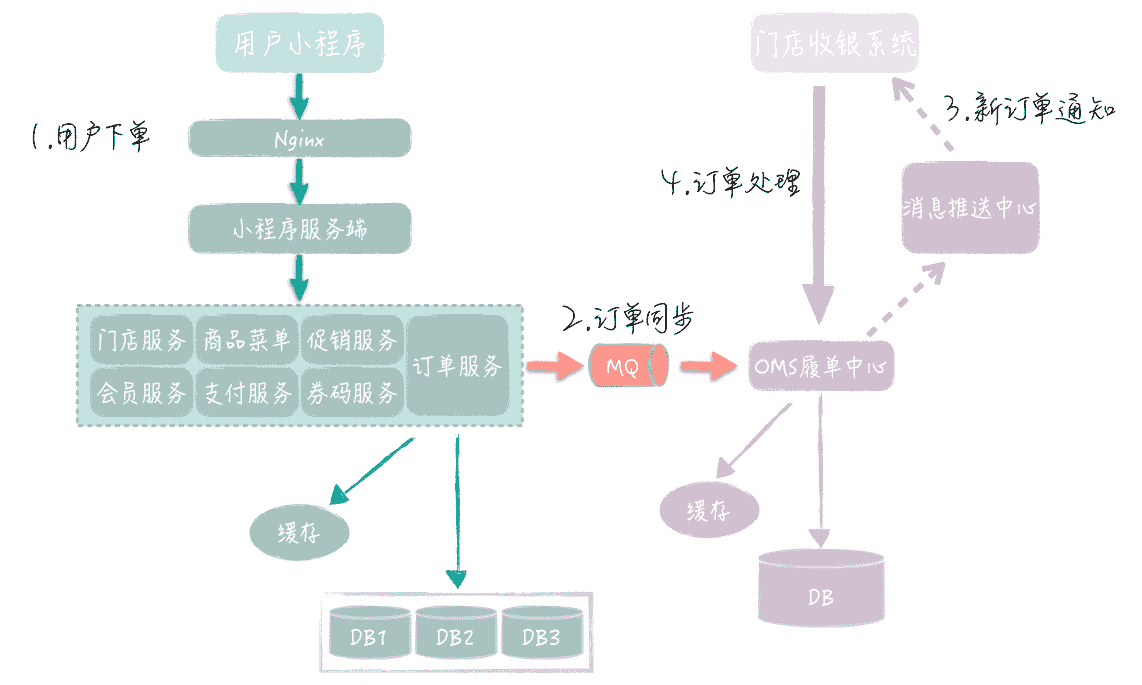 用户小程序
门店收银系统
1.用户下单
Nginx
3.新订单通知
4.订单处理
消息推送中心
小程序服务端
门店服务
商品菜单
促销服务
订单服务
会员服务
支付服务
券码服务
2.订单同步
MQ
OMS履单中心
缓存
缓存
DB
DB1
DB2
DB3